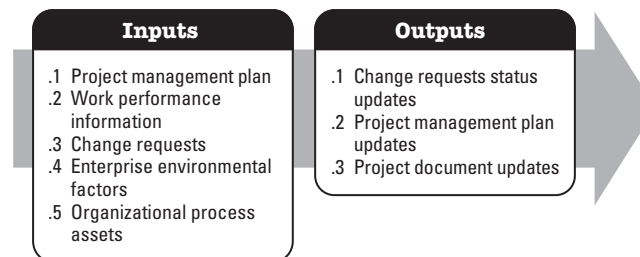 Inputs
.1 Project management plan
.2 Work performance
information
.3 Change requests
.4 Enterprise environmental
factors
.5 Organizational process
assets
Outputs
.1 Change requests status
updates
.2 Project management plan
updates
.3 Project document updates